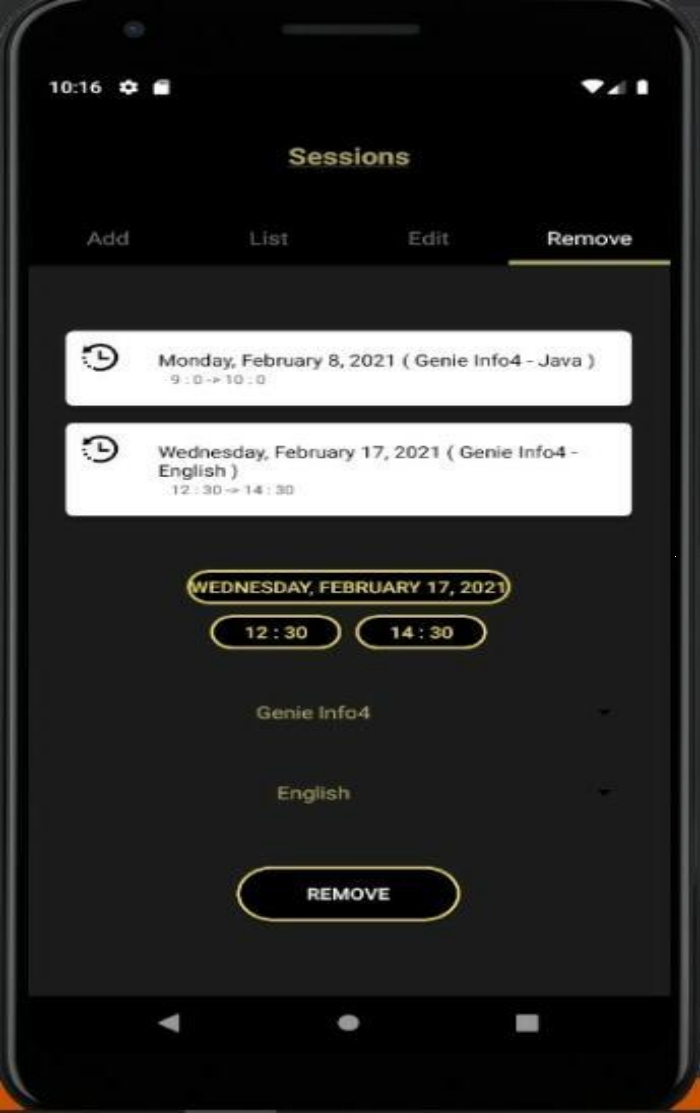 10:16
Sessions
Add List Edit Remove
Monday, February 8, 2021 ( Genie Info4 - Java )
9 : 0 -> 10 : 0
Wednesday, February 17, 2021 ( Genie Info4 -
English )
12 : 30 -> 14 : 30
WEDNESDAY, FEBRUARY 17, 2021
12 : 30 14 : 30
Genie Info4
English
REMOVE